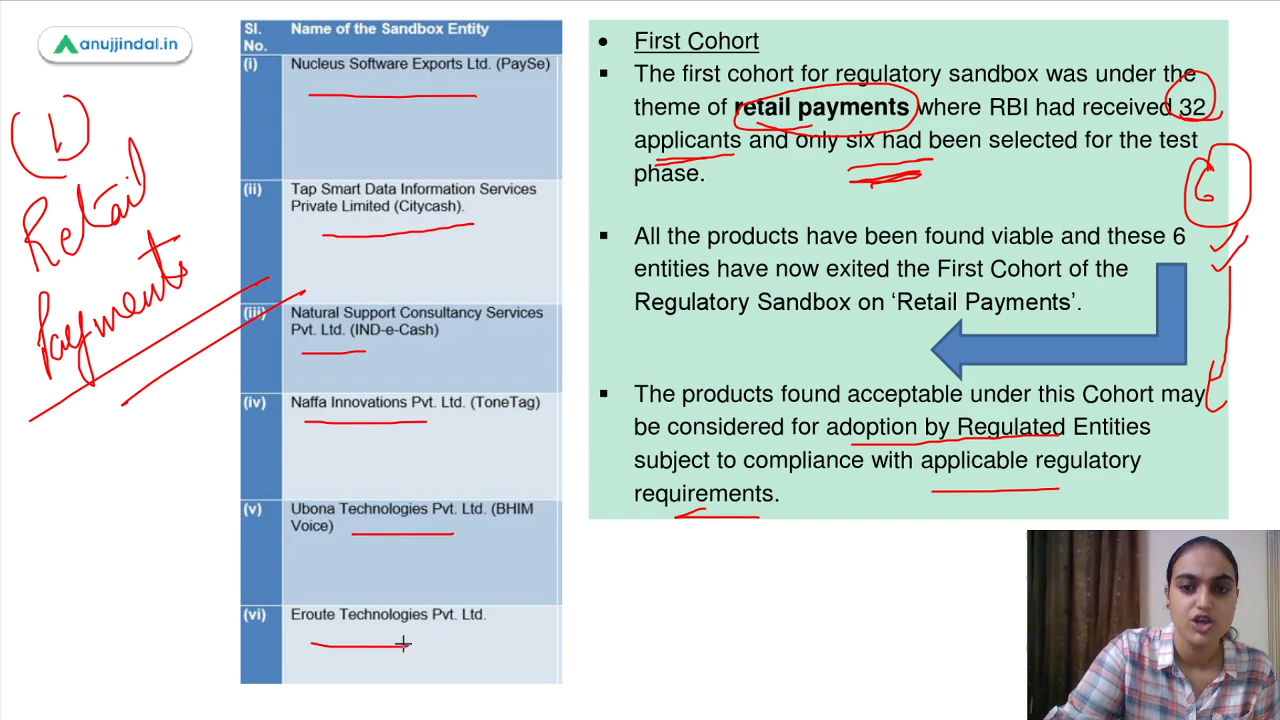 anujjindal.in
1
Retail
Payments
Sl. No.
Name of the Sandbox Entity
(i)
Nucleus Software Exports Ltd. (PaySe)
(ii)
Tap Smart Data Information Services
Private Limited (Citycash).
(iii)
Natural Support Consultancy Services
Pvt. Ltd. (IND-e-Cash)
(iv)
Naffa Innovations Pvt. Ltd. (ToneTag)
(v)
Ubona Technologies Pvt. Ltd. (BHIM
Voice)
(vi)
Eroute Technologies Pvt. Ltd.
• First Cohort
▪ The first cohort for regulatory sandbox was under the
theme of retail payments where RBI had received 32
applicants and only six had been selected for the test
phase.
6
▪ All the products have been found viable and these 6
entities have now exited the First Cohort of the
Regulatory Sandbox on ‘Retail Payments’.
▪ The products found acceptable under this Cohort may
be considered for adoption by Regulated Entities
subject to compliance with applicable regulatory
requirements.